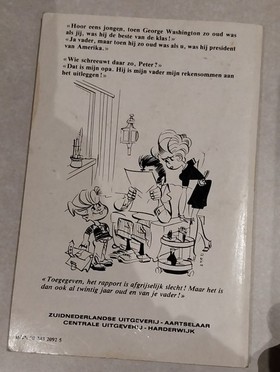 « Hoor eens jongen, toen George Washington zo oud was
als jij, was hij de beste van de klas! »
« Ja vader, maar toen hij zo oud was als u, was hij president
van Amerika. »
« Wie schreeuwt daar zo, Peter? »
« Dat is mijn opa. Hij is mijn vader mijn rekensommen aan
het uitleggen! »
« Toegegeven, het rapport is afgrijselijk slecht! Maar het is
dan ook al twintig jaar oud en van je vader! »
ZUIDNEDERLANDSE UITGEVERIJ - AARTSELAAR
CENTRALE UITGEVERIJ - HARDERWIJK
2092 5